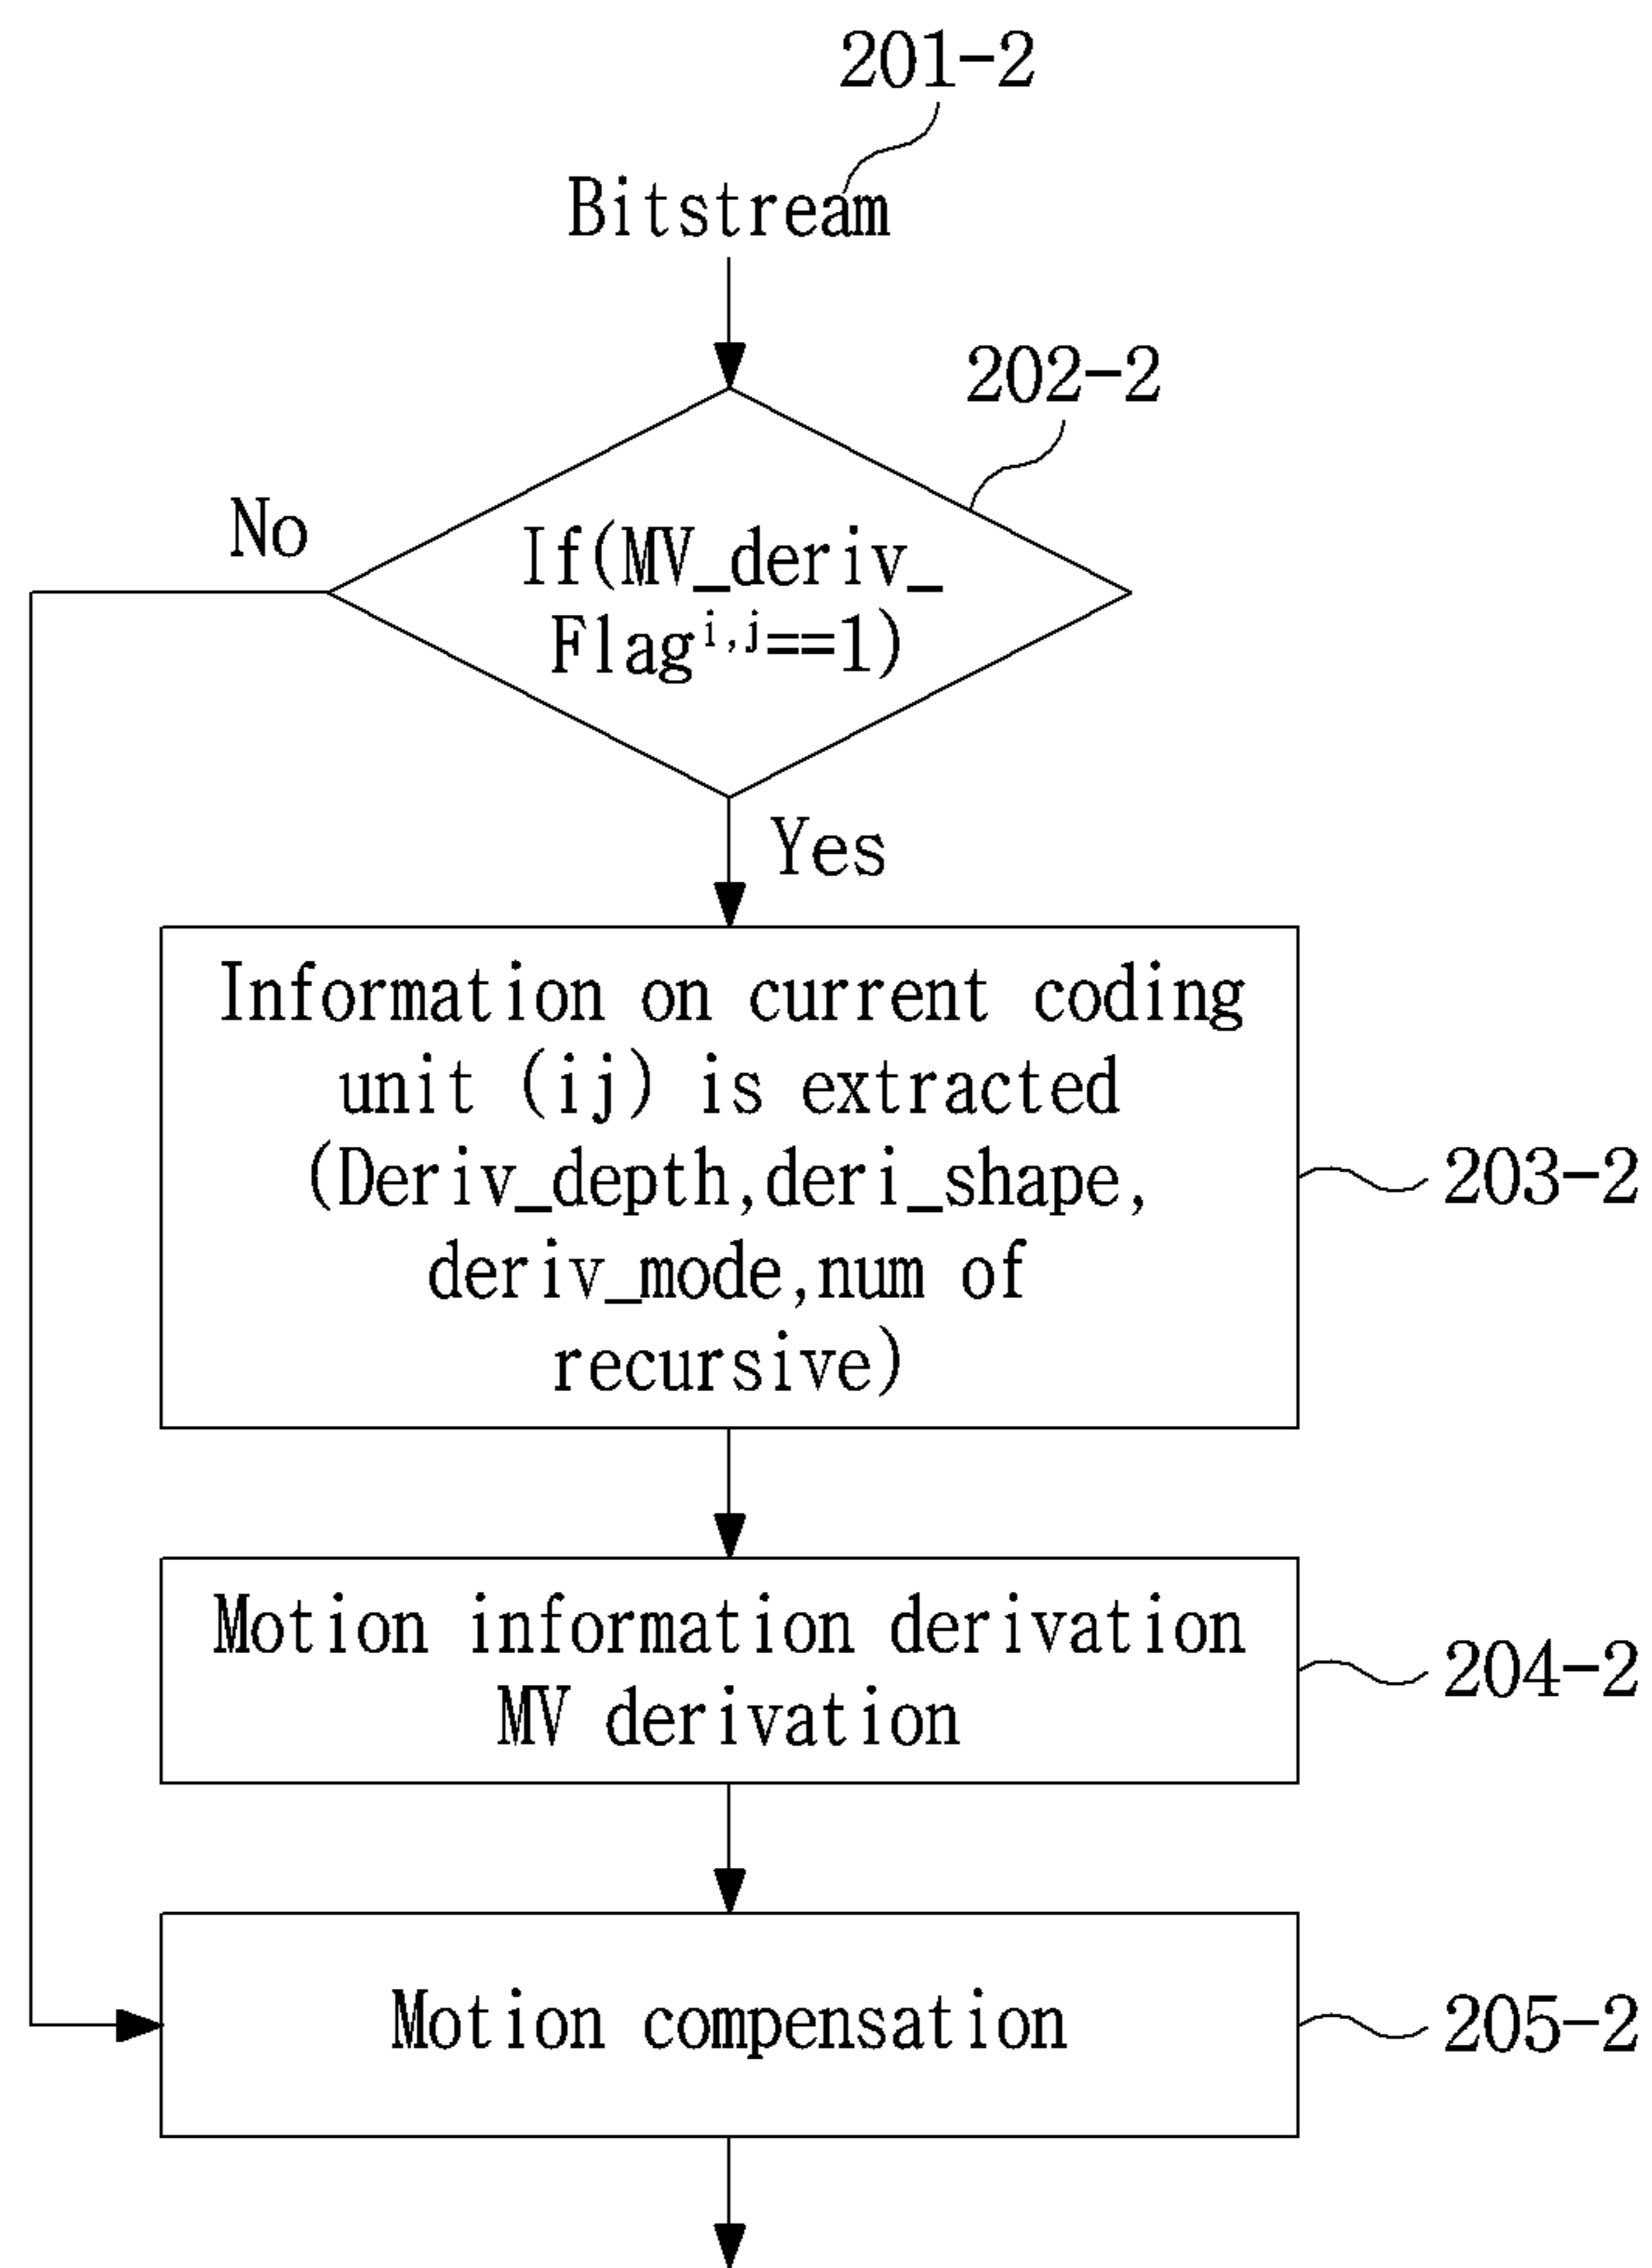 201-2
Bitstream
202-2
No
If(MV_deriv_
Flag^i,j==1)
Yes
Information on current coding
unit (ij) is extracted
(Deriv_depth,deri_shape,
deriv_mode,num of
recursive)
203-2
Motion information derivation
MV derivation
204-2
Motion compensation
205-2